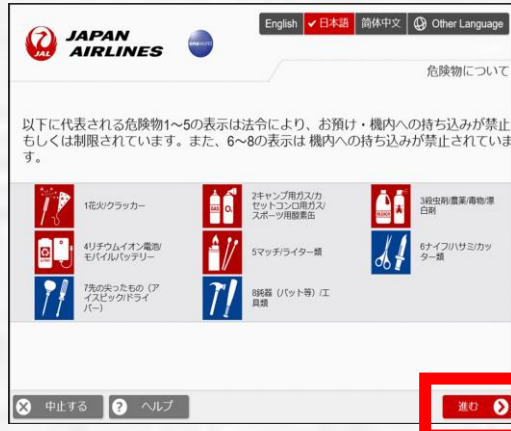 JAPAN
AIRLINES
JAL
oneworld
English ✔日本語 简体中文 Other Language
危険物について
以下に代表される危険物1～5の表示は法令により、お預け・機内への持ち込みが禁止
もしくは制限されています。また、6～8の表示は 機内への持ち込みが禁止されていま
す。
1花火/クラッカー
2キャンプ用ガス/カ
セットコンロ用ガス/
スポーツ用酸素缶
3殺虫剤/農薬/毒物/漂
白剤
4リチウムイオン電池/
モバイルバッテリー
5マッチ/ライター類
6ナイフ/ハサミ/カッ
ター類
7先の尖ったもの（ア
イスピック/ドライ
バー）
8鈍器（バット等）/工
具類
GAS O₂
BLEACH
中止する ? ヘルプ
進む